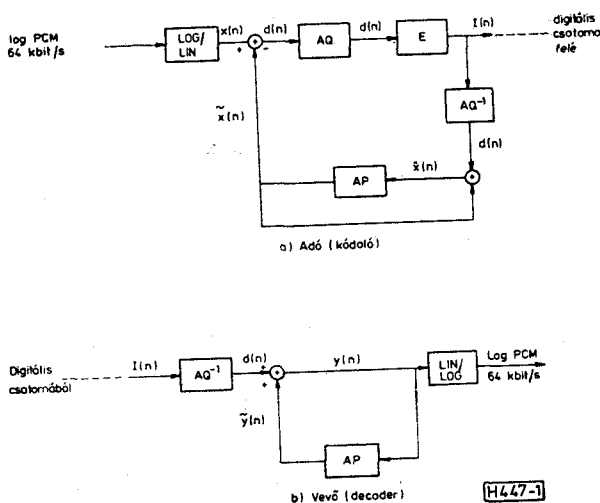 log PCM
64 kbit/s
LOG/
LIN
x(n)
+
-
d(n)
AQ
d(n)
E
I(n)
digitális
csatorna
felé
x̃(n)
AQ⁻¹
d(n)
AP
x̂(n)
+
a) Adó (kódoló)
Digitális
csatornából
I(n)
AQ⁻¹
d(n)
+
+
+
y(n)
LIN/
LOG
Log PCM
64 kbit/s
ỹ(n)
AP
b) Vevő (decoder)
H447-1